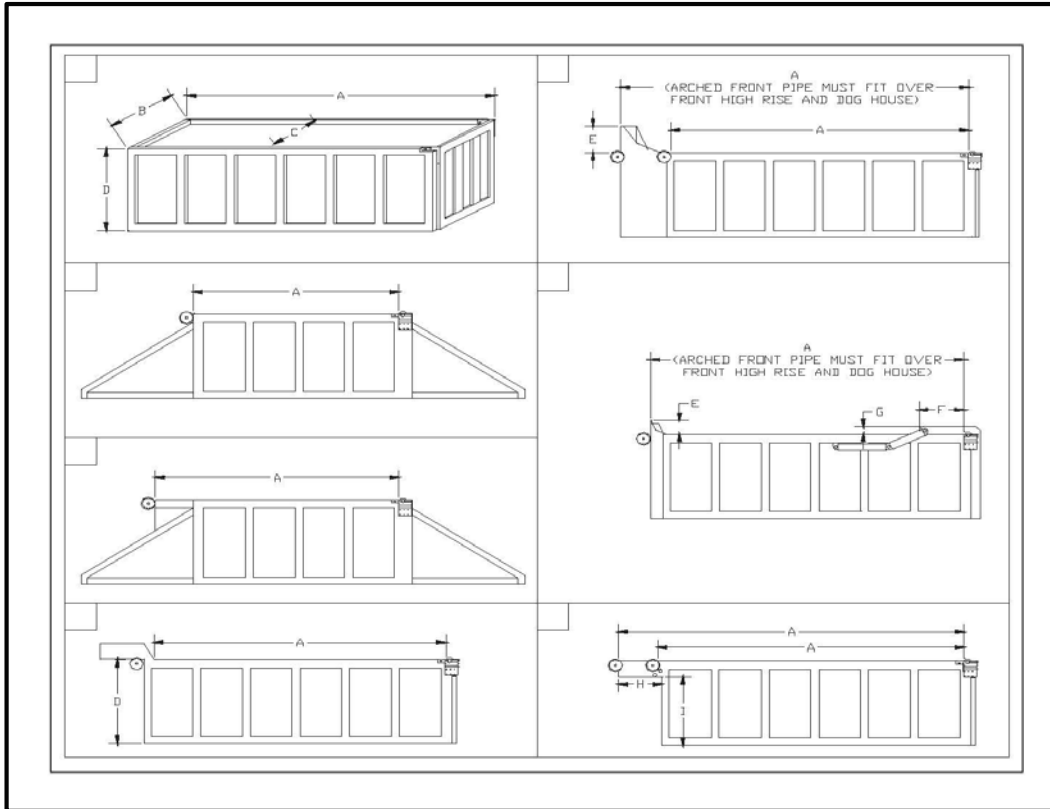 A
B
C
D
A
(ARCHED FRONT PIPE MUST FIT OVER
FRONT HIGH RISE AND DOG HOUSE)
A
E
A
A
(ARCHED FRONT PIPE MUST FIT OVER
FRONT HIGH RISE AND DOG HOUSE)
E
G
F
A
A
D
A
A
H
I